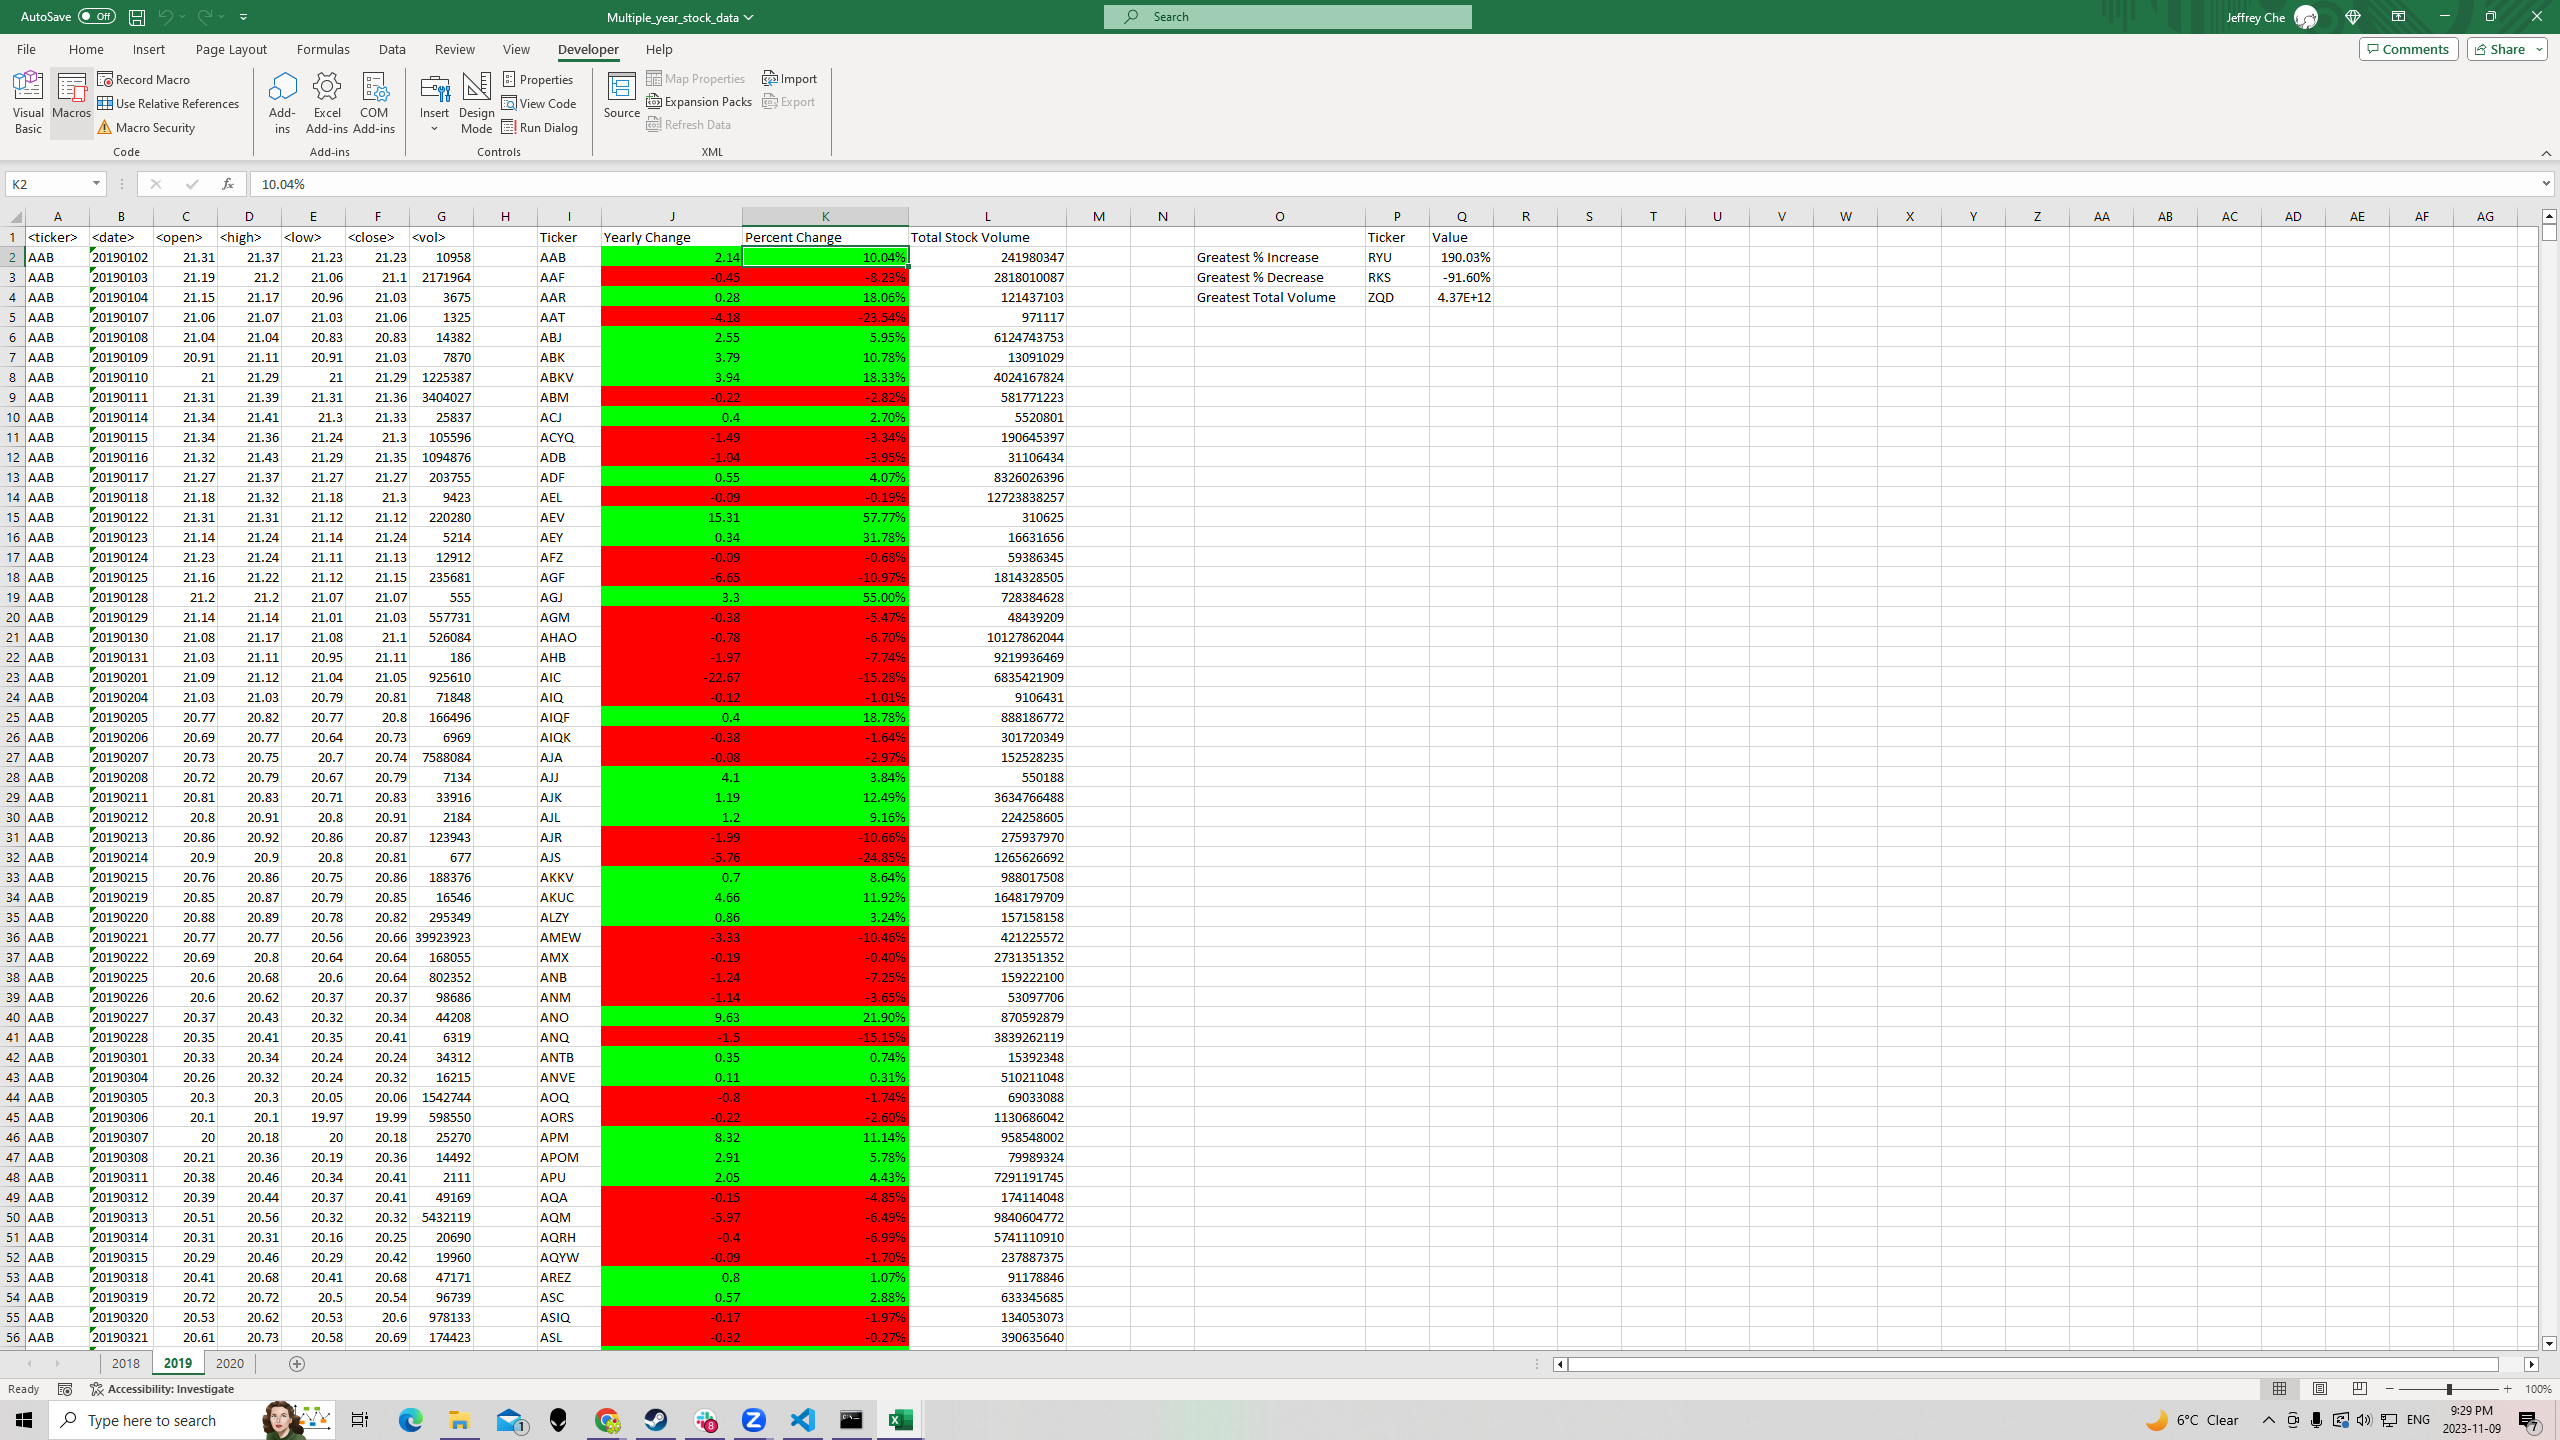 AutoSave Off Multiple_year_stock_data Search Jeffrey Che
File Home Insert Page Layout Formulas Data Review View Developer Help Comments Share
Visual Basic Macros Record Macro Use Relative References Macro Security Add-ins Excel Add-ins COM Add-ins Insert Design Mode Properties View Code Run Dialog Source Map Properties Expansion Packs Refresh Data Import Export
Code Add-ins Controls XML
K2 fx 10.04%
A B C D E F G H I J K L M N O P Q R S T U V W X Y Z AA AB AC AD AE AF AG
1 <ticker> <date> <open> <high> <low> <close> <vol> Ticker Yearly Change Percent Change Total Stock Volume Ticker Value
2 AAB 20190102 21.31 21.37 21.23 21.23 10958 AAB 2.14 10.04% 241980347 Greatest % Increase RYU 190.03%
3 AAB 20190103 21.19 21.2 21.06 21.1 2171964 AAF -0.45 -8.23% 2818010087 Greatest % Decrease RKS -91.60%
4 AAB 20190104 21.15 21.17 20.96 21.03 3675 AAR 0.28 18.06% 121437103 Greatest Total Volume ZQD 4.37E+12
5 AAB 20190107 21.06 21.07 21.03 21.06 1325 AAT -4.18 -23.54% 971117
6 AAB 20190108 21.04 21.04 20.83 20.83 14382 ABJ 2.55 5.95% 6124743753
7 AAB 20190109 20.91 21.11 20.91 21.03 7870 ABK 3.79 10.78% 13091029
8 AAB 20190110 21 21.29 21 21.29 1225387 ABKV 3.94 18.33% 4024167824
9 AAB 20190111 21.31 21.39 21.31 21.36 3404027 ABM -0.22 -2.82% 581771223
10 AAB 20190114 21.34 21.41 21.3 21.33 25837 ACJ 0.4 2.70% 5520801
11 AAB 20190115 21.34 21.36 21.24 21.3 105596 ACYQ -1.49 -3.34% 190645397
12 AAB 20190116 21.32 21.43 21.29 21.35 1094876 ADB -1.04 -3.95% 31106434
13 AAB 20190117 21.27 21.37 21.27 21.27 203755 ADF 0.55 4.07% 8326026396
14 AAB 20190118 21.18 21.32 21.18 21.3 9423 AEL -0.09 -0.19% 12723838257
15 AAB 20190122 21.31 21.31 21.12 21.12 220280 AEV 15.31 57.77% 310625
16 AAB 20190123 21.14 21.24 21.14 21.24 5214 AEY 0.34 31.78% 16631656
17 AAB 20190124 21.23 21.24 21.11 21.13 12912 AFZ -0.09 -0.68% 59386345
18 AAB 20190125 21.16 21.22 21.12 21.15 235681 AGF -6.65 -10.97% 1814328505
19 AAB 20190128 21.2 21.2 21.07 21.07 555 AGJ 3.3 55.00% 728384628
20 AAB 20190129 21.14 21.14 21.01 21.03 557731 AGM -0.38 -5.47% 48439209
21 AAB 20190130 21.08 21.17 21.08 21.1 526084 AHAO -0.78 -6.70% 10127862044
22 AAB 20190131 21.03 21.11 20.95 21.11 186 AHB -1.97 -7.74% 9219936469
23 AAB 20190201 21.09 21.12 21.04 21.05 925610 AIC -22.67 -15.28% 6835421909
24 AAB 20190204 21.03 21.03 20.79 20.81 71848 AIQ -0.12 -1.01% 9106431
25 AAB 20190205 20.77 20.82 20.77 20.8 166496 AIQF 0.4 18.78% 888186772
26 AAB 20190206 20.69 20.77 20.64 20.73 6969 AIQK -0.38 -1.64% 301720349
27 AAB 20190207 20.73 20.75 20.7 20.74 7588084 AJA -0.08 -2.97% 152528235
28 AAB 20190208 20.72 20.79 20.67 20.79 7134 AJJ 4.1 3.84% 550188
29 AAB 20190211 20.81 20.83 20.71 20.83 33916 AJK 1.19 12.49% 3634766488
30 AAB 20190212 20.8 20.91 20.8 20.91 2184 AJL 1.2 9.16% 224258605
31 AAB 20190213 20.86 20.92 20.86 20.87 123943 AJR -1.99 -10.66% 275937970
32 AAB 20190214 20.9 20.9 20.8 20.81 677 AJS -5.76 -24.85% 1265626692
33 AAB 20190215 20.76 20.86 20.75 20.86 188376 AKKV 0.7 8.64% 988017508
34 AAB 20190219 20.85 20.87 20.79 20.85 16546 AKUC 4.66 11.92% 1648179709
35 AAB 20190220 20.88 20.89 20.78 20.82 295349 ALZY 0.86 3.24% 157158158
36 AAB 20190221 20.77 20.77 20.56 20.66 39923923 AMEW -3.33 -10.46% 421225572
37 AAB 20190222 20.69 20.8 20.64 20.64 168055 AMX -0.19 -0.40% 2731351352
38 AAB 20190225 20.6 20.68 20.6 20.64 802352 ANB -1.24 -7.25% 159222100
39 AAB 20190226 20.6 20.62 20.37 20.37 98686 ANM -1.14 -3.65% 53097706
40 AAB 20190227 20.37 20.43 20.32 20.34 44208 ANO 9.63 21.90% 870592879
41 AAB 20190228 20.35 20.41 20.35 20.41 6319 ANQ -1.5 -15.15% 3839262119
42 AAB 20190301 20.33 20.34 20.24 20.24 34312 ANTB 0.35 0.74% 15392348
43 AAB 20190304 20.26 20.32 20.24 20.32 16215 ANVE 0.11 0.31% 510211048
44 AAB 20190305 20.3 20.3 20.05 20.06 1542744 AOQ -0.8 -1.74% 69033088
45 AAB 20190306 20.1 20.1 19.97 19.99 598550 AORS -0.22 -2.60% 1130686042
46 AAB 20190307 20 20.18 20 20.18 25270 APM 8.32 11.14% 958548002
47 AAB 20190308 20.21 20.36 20.19 20.36 14492 APOM 2.91 5.78% 79989324
48 AAB 20190311 20.38 20.46 20.34 20.41 2111 APU 2.05 4.43% 7291191745
49 AAB 20190312 20.39 20.44 20.37 20.41 49169 AQA -0.15 -4.85% 174114048
50 AAB 20190313 20.51 20.56 20.32 20.32 5432119 AQM -5.97 -6.49% 9840604772
51 AAB 20190314 20.31 20.31 20.16 20.25 20690 AQRH -0.4 -6.99% 5741110910
52 AAB 20190315 20.29 20.46 20.29 20.42 19960 AQYW -0.09 -1.70% 237887375
53 AAB 20190318 20.41 20.68 20.41 20.68 47171 AREZ 0.8 1.07% 91178846
54 AAB 20190319 20.72 20.72 20.5 20.54 96739 ASC 0.57 2.88% 633345685
55 AAB 20190320 20.53 20.62 20.53 20.6 978133 ASIQ -0.17 -1.97% 134053073
56 AAB 20190321 20.61 20.73 20.58 20.69 174423 ASL -0.32 -0.27% 390635640
2018 2019 2020
Ready Accessibility: Investigate 100%
Type here to search 1 8 6°C Clear ENG 9:29 PM 7
2023-11-09